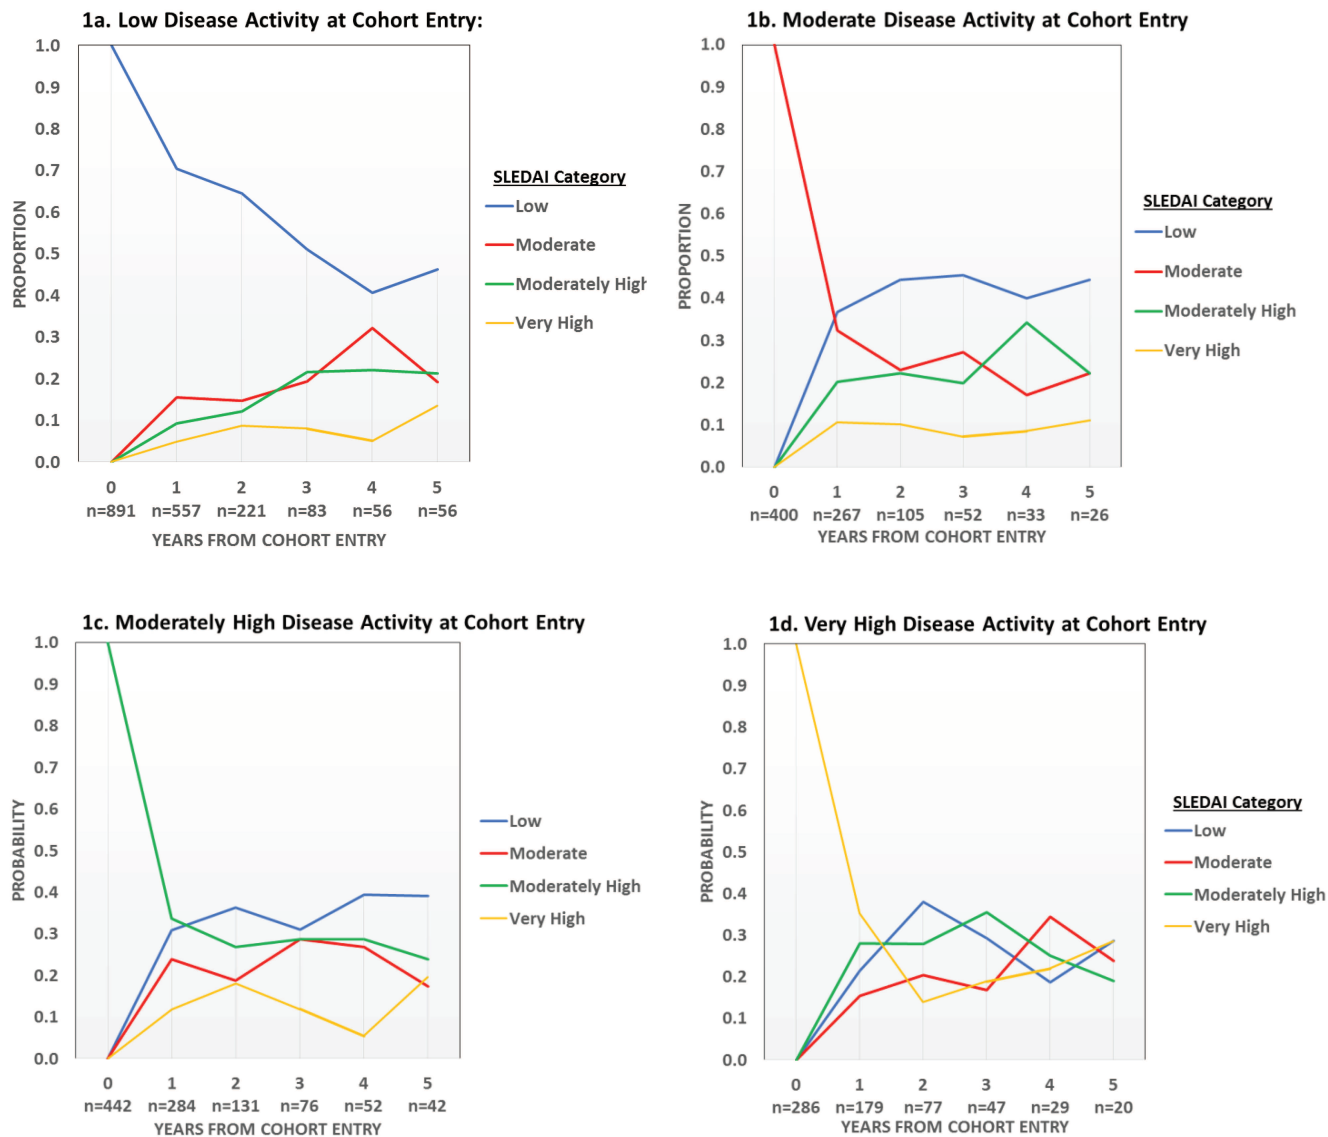 1a. Low Disease Activity at Cohort Entry:
1.0
0.9
0.8
0.7
0.6
0.5
0.4
0.3
0.2
0.1
0.0
PROPORTION
0 1 2 3 4 5
n=891 n=557 n=221 n=83 n=56 n=56
YEARS FROM COHORT ENTRY
SLEDAI Category
Low
Moderate
Moderately High
Very High
1b. Moderate Disease Activity at Cohort Entry
1.0
0.9
0.8
0.7
0.6
0.5
0.4
0.3
0.2
0.1
0.0
PROPORTION
0 1 2 3 4 5
n=400 n=267 n=105 n=52 n=33 n=26
YEARS FROM COHORT ENTRY
SLEDAI Category
Low
Moderate
Moderately High
Very High
1c. Moderately High Disease Activity at Cohort Entry
1.0
0.9
0.8
0.7
0.6
0.5
0.4
0.3
0.2
0.1
0.0
PROBABILITY
0 1 2 3 4 5
n=442 n=284 n=131 n=76 n=52 n=42
YEARS FROM COHORT ENTRY
Low
Moderate
Moderately High
Very High
1d. Very High Disease Activity at Cohort Entry
1.0
0.9
0.8
0.7
0.6
0.5
0.4
0.3
0.2
0.1
0.0
PROBABILITY
0 1 2 3 4 5
n=286 n=179 n=77 n=47 n=29 n=20
YEARS FROM COHORT ENTRY
SLEDAI Category
Low
Moderate
Moderately High
Very High